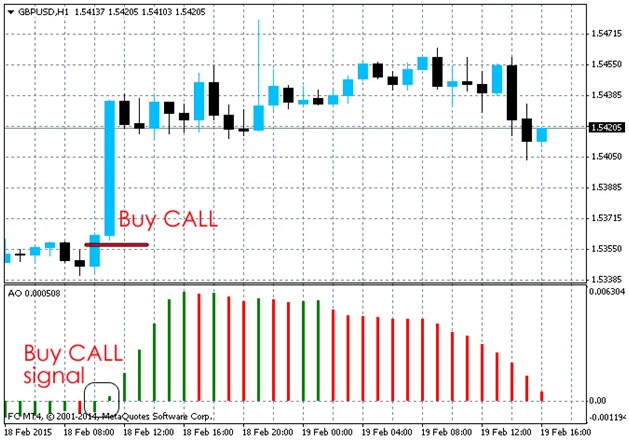 GBPUSD,H1 1.54137 1.54205 1.54103 1.54205
1.54715
1.54550
1.54385
1.54205
1.54050
1.53885
1.53715
1.53550
1.53385
Buy CALL
AO 0.000508
0.006304
Buy CALL
signal
0.00
-0.001194
FC MT4, © 2001-2014, MetaQuotes Software Corp.
18 Feb 2015
18 Feb 08:00
18 Feb 12:00
18 Feb 16:00
18 Feb 20:00
19 Feb 00:00
19 Feb 04:00
19 Feb 08:00
19 Feb 12:00
19 Feb 16:00